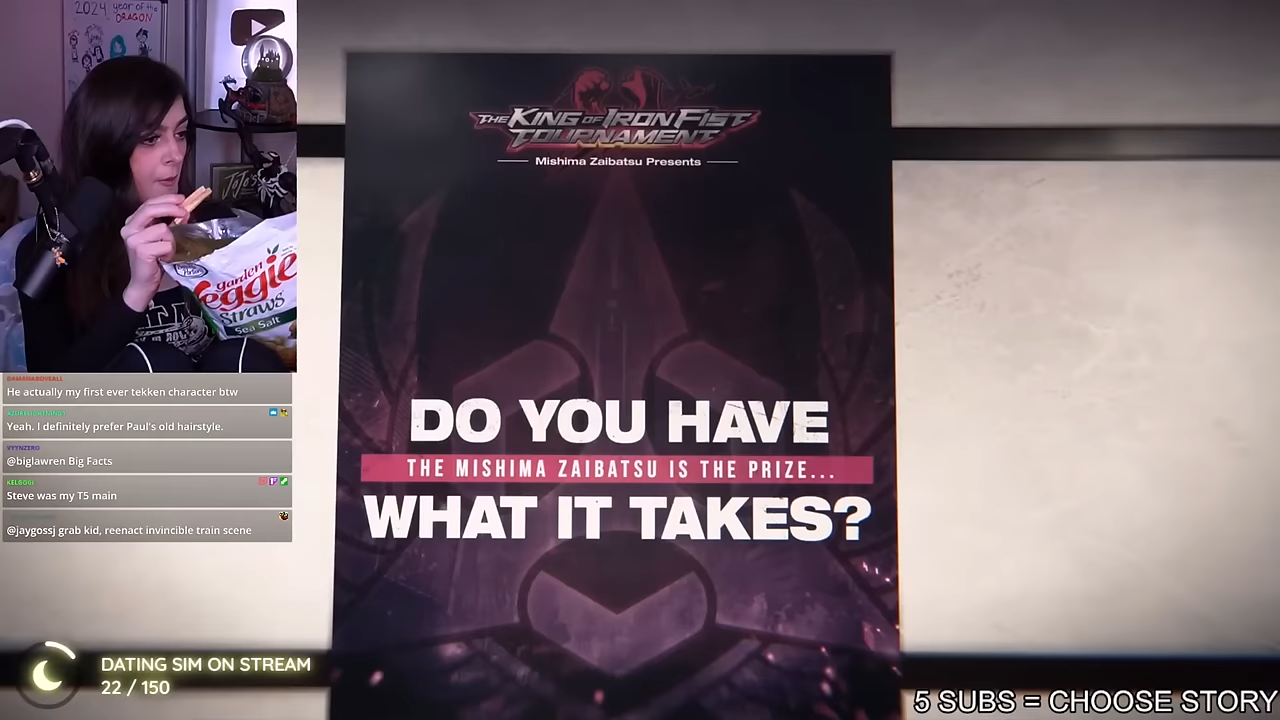 2024 year of the
DRAGON
JoJo's
garden
Veggie
Straws
Sea Salt
He actually my first ever tekken character btw
Yeah. I definitely prefer Paul's old hairstyle.
VYYNZERO
@biglawren Big Facts
KELBOGI
Steve was my T5 main
@jaygossj grab kid, reenact invincible train scene
DATING SIM ON STREAM
22 / 150
THE KING OF IRON FIST
TOURNAMENT
Mishima Zaibatsu Presents
DO YOU HAVE
THE MISHIMA ZAIBATSU IS THE PRIZE...
WHAT IT TAKES?
5 SUBS = CHOOSE STORY